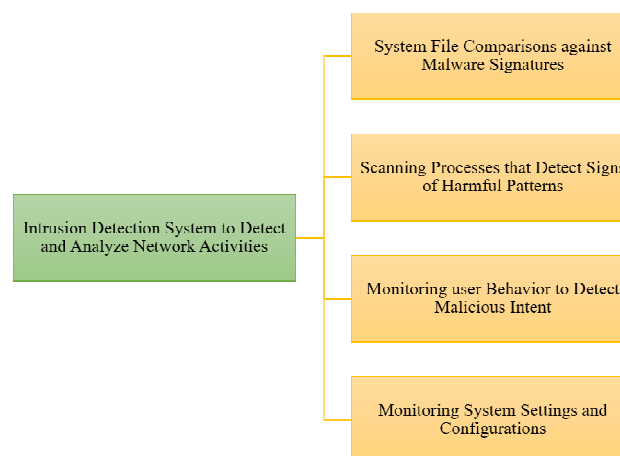 System File Comparisons against
Malware Signatures
Scanning Processes that Detect Signs
of Harmful Patterns
Intrusion Detection System to Detect
and Analyze Network Activities
Monitoring user Behavior to Detect
Malicious Intent
Monitoring System Settings and
Configurations